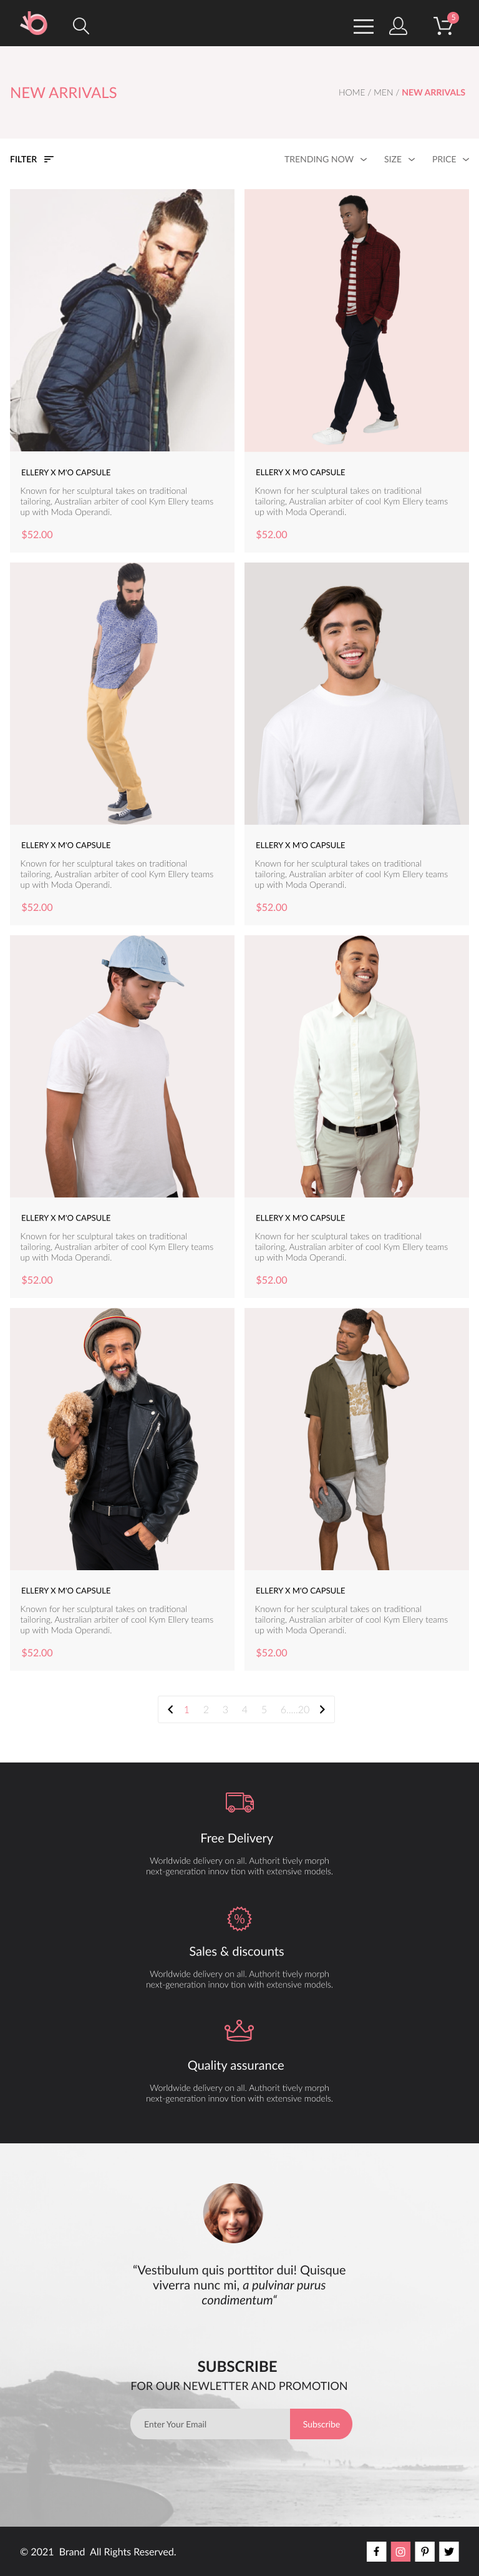 5
NEW ARRIVALS
HOME / MEN / NEW ARRIVALS
FILTER
TRENDING NOW
SIZE
PRICE
ELLERY X M'O CAPSULE
Known for her sculptural takes on traditional
tailoring, Australian arbiter of cool Kym Ellery teams
up with Moda Operandi.
$52.00
ELLERY X M'O CAPSULE
Known for her sculptural takes on traditional
tailoring, Australian arbiter of cool Kym Ellery teams
up with Moda Operandi.
$52.00
ELLERY X M'O CAPSULE
Known for her sculptural takes on traditional
tailoring, Australian arbiter of cool Kym Ellery teams
up with Moda Operandi.
$52.00
ELLERY X M'O CAPSULE
Known for her sculptural takes on traditional
tailoring, Australian arbiter of cool Kym Ellery teams
up with Moda Operandi.
$52.00
ELLERY X M'O CAPSULE
Known for her sculptural takes on traditional
tailoring, Australian arbiter of cool Kym Ellery teams
up with Moda Operandi.
$52.00
ELLERY X M'O CAPSULE
Known for her sculptural takes on traditional
tailoring, Australian arbiter of cool Kym Ellery teams
up with Moda Operandi.
$52.00
ELLERY X M'O CAPSULE
Known for her sculptural takes on traditional
tailoring, Australian arbiter of cool Kym Ellery teams
up with Moda Operandi.
$52.00
ELLERY X M'O CAPSULE
Known for her sculptural takes on traditional
tailoring, Australian arbiter of cool Kym Ellery teams
up with Moda Operandi.
$52.00
1 2 3 4 5 6.....20
Free Delivery
Worldwide delivery on all. Authorit tively morph
next-generation innov tion with extensive models.
%
Sales & discounts
Worldwide delivery on all. Authorit tively morph
next-generation innov tion with extensive models.
Quality assurance
Worldwide delivery on all. Authorit tively morph
next-generation innov tion with extensive models.
“Vestibulum quis porttitor dui! Quisque
viverra nunc mi, a pulvinar purus
condimentum“
SUBSCRIBE
FOR OUR NEWLETTER AND PROMOTION
Enter Your Email
Subscribe
© 2021 Brand All Rights Reserved.